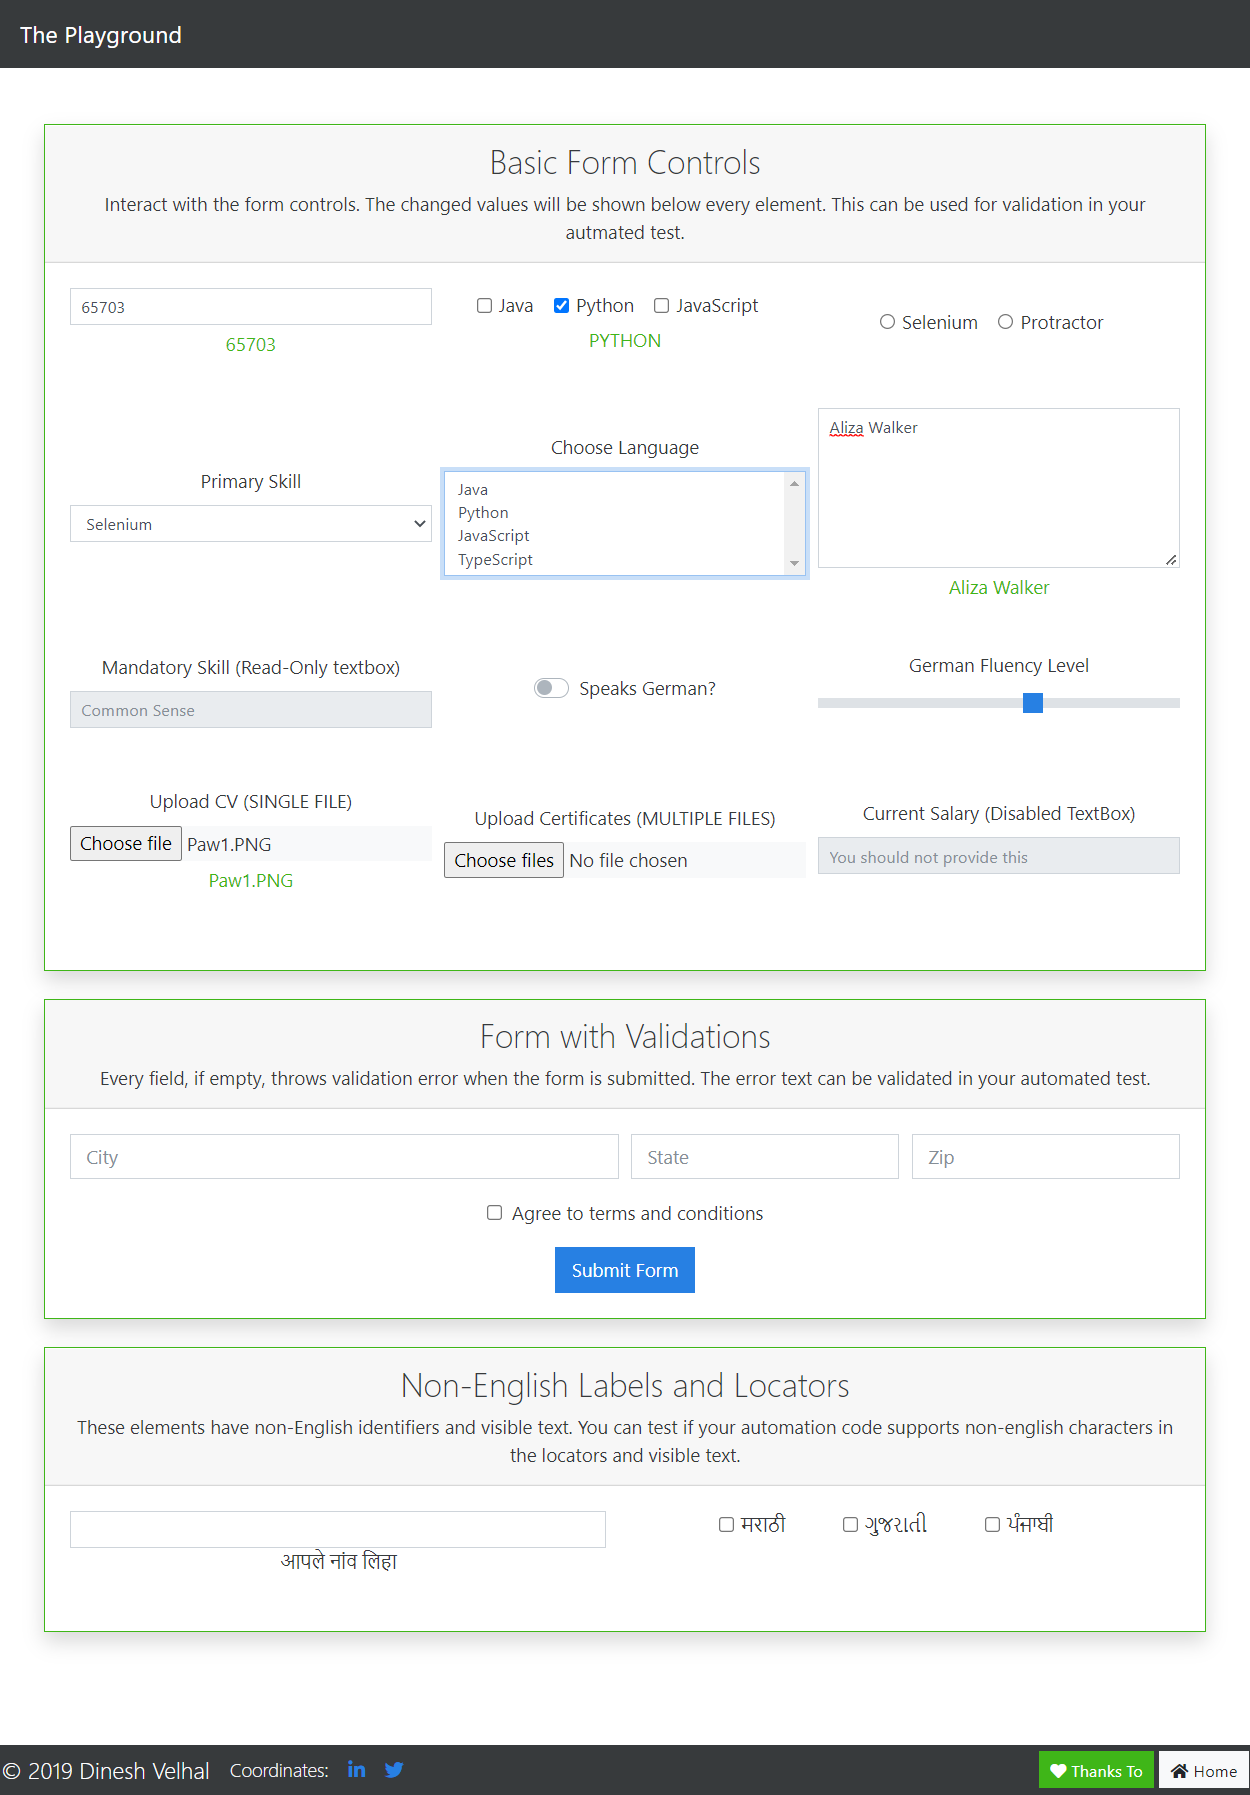 The Playground
Basic Form Controls
Interact with the form controls. The changed values will be shown below every element. This can be used for validation in your
autmated test.
65703
65703
Java
Python
JavaScript
PYTHON
Selenium
Protractor
Primary Skill
Selenium
Choose Language
Java
Python
JavaScript
TypeScript
Aliza Walker
Aliza Walker
Mandatory Skill (Read-Only textbox)
Common Sense
Speaks German?
German Fluency Level
Upload CV (SINGLE FILE)
Choose file Paw1.PNG
Paw1.PNG
Upload Certificates (MULTIPLE FILES)
Choose files No file chosen
Current Salary (Disabled TextBox)
You should not provide this
Form with Validations
Every field, if empty, throws validation error when the form is submitted. The error text can be validated in your automated test.
City
State
Zip
Agree to terms and conditions
Submit Form
Non-English Labels and Locators
These elements have non-English identifiers and visible text. You can test if your automation code supports non-english characters in
the locators and visible text.
आपले नांव लिहा
मराठी
ગુજરાતી
ਪੰਜਾਬੀ
© 2019 Dinesh Velhal
Coordinates:
Thanks To
Home